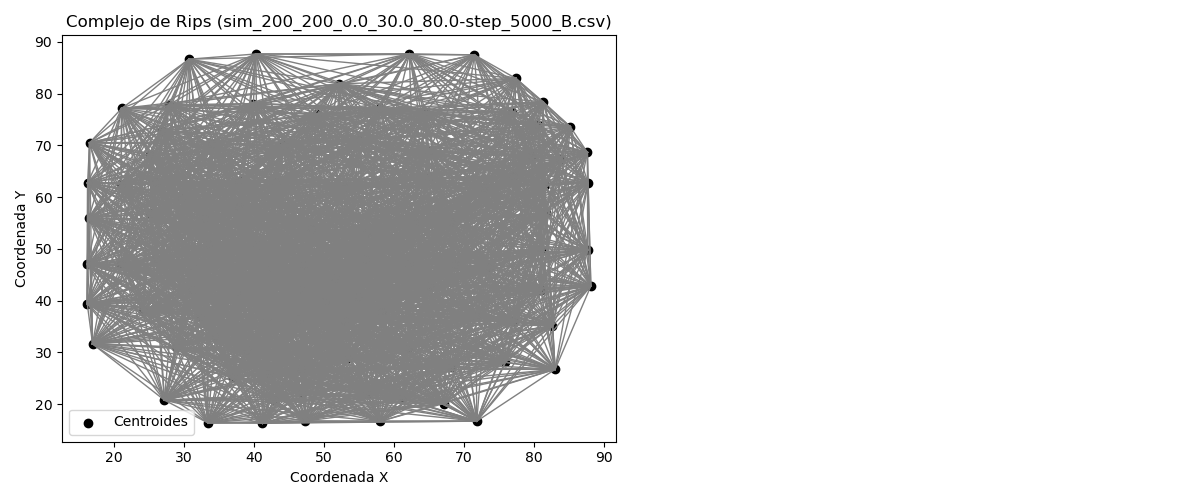 Complejo de Rips (sim_200_200_0.0_30.0_80.0-step_5000_B.csv)
90
80
70
60
50
40
30
20
Coordenada Y
Centroides
20 30 40 50 60 70 80 90
Coordenada X